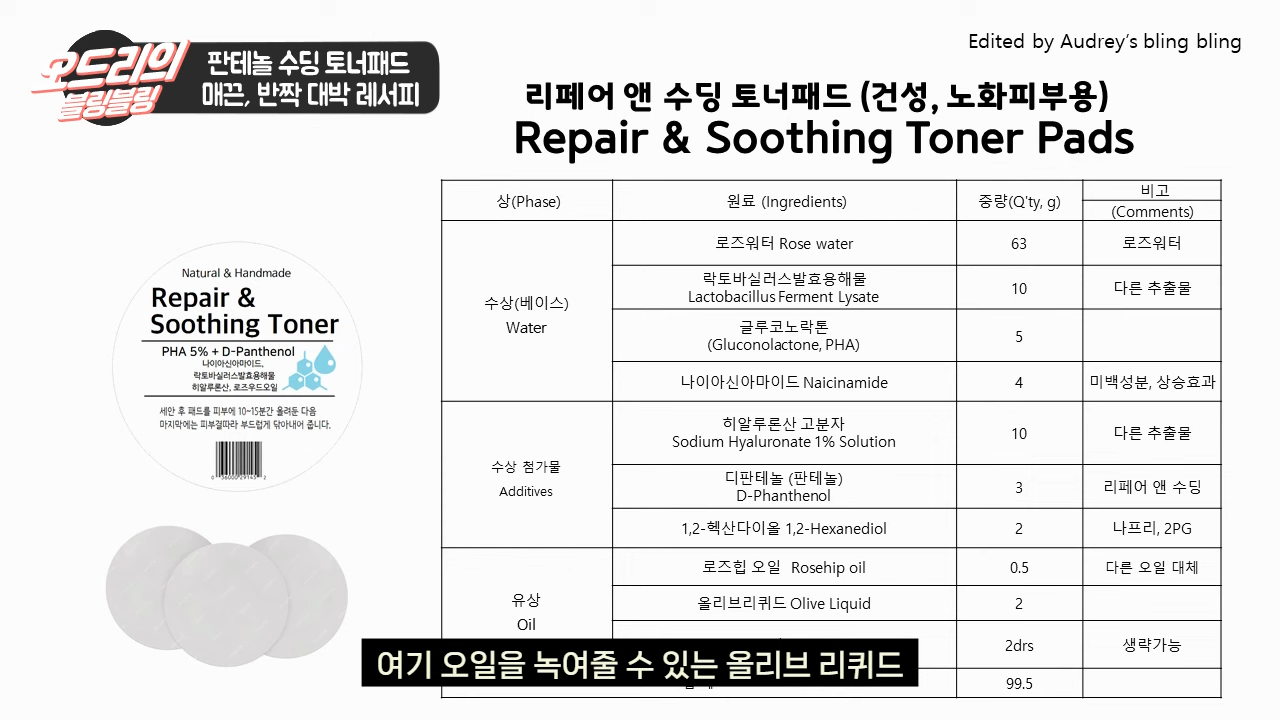 Edited by Audrey’s bling bling
오드리의
블링블링
판테놀 수딩 토너패드
매끈, 반짝 대박 레서피
리페어 앤 수딩 토너패드 (건성, 노화피부용)
Repair & Soothing Toner Pads
상(Phase)
원료 (Ingredients)
중량(Q'ty, g)
비고
(Comments)
수상(베이스)
Water
로즈워터 Rose water
63
로즈워터
락토바실러스발효용해물
Lactobacillus Ferment Lysate
10
다른 추출물
글루코노락톤
(Gluconolactone, PHA)
5
나이아신아마이드 Naicinamide
4
미백성분, 상승효과
수상 첨가물
Additives
히알루론산 고분자
Sodium Hyaluronate 1% Solution
10
다른 추출물
디판테놀 (판테놀)
D-Phanthenol
3
리페어 앤 수딩
1,2-헥산다이올 1,2-Hexanediol
2
나프리, 2PG
유상
Oil
로즈힙 오일 Rosehip oil
0.5
다른 오일 대체
올리브리퀴드 Olive Liquid
2
2drs
생략가능
99.5
Natural & Handmade
Repair &
Soothing Toner
PHA 5% + D-Panthenol
나이아신아마이드,
락토바실러스발효용해물
히알루론산, 로즈우드오일
세안 후 패드를 피부에 10~15분간 올려둔 다음
마지막에는 피부결따라 부드럽게 닦아내어 줍니다.
여기 오일을 녹여줄 수 있는 올리브 리퀴드